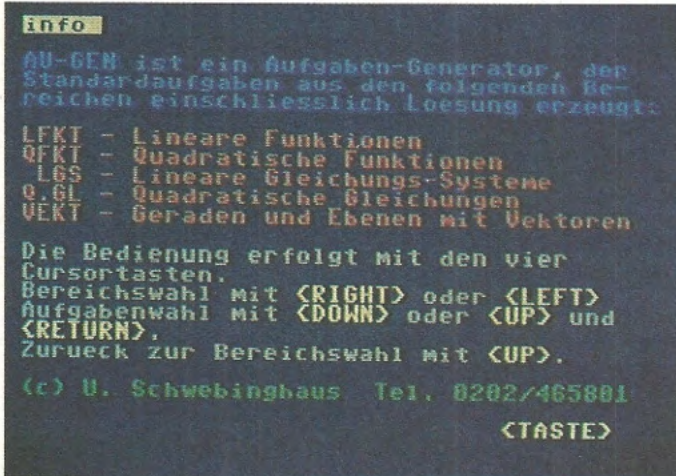 info
AU-GEN ist ein Aufgaben-Generator, der
Standardaufgaben aus den folgenden Be-
reichen einschliesslich Loesung erzeugt:
LFKT - Lineare Funktionen
QFKT - Quadratische Funktionen
LGS - Lineare Gleichungs-Systeme
Q.GL - Quadratische Gleichungen
VEKT - Geraden und Ebenen mit Vektoren
Die Bedienung erfolgt mit den vier
Cursortasten.
Bereichswahl mit <RIGHT> oder <LEFT>
Aufgabenwahl mit <DOWN> oder <UP> und
<RETURN>.
Zurueck zur Bereichswahl mit <UP>.
(c) U. Schwebinghaus Tel. 0202/465801
<TASTE>